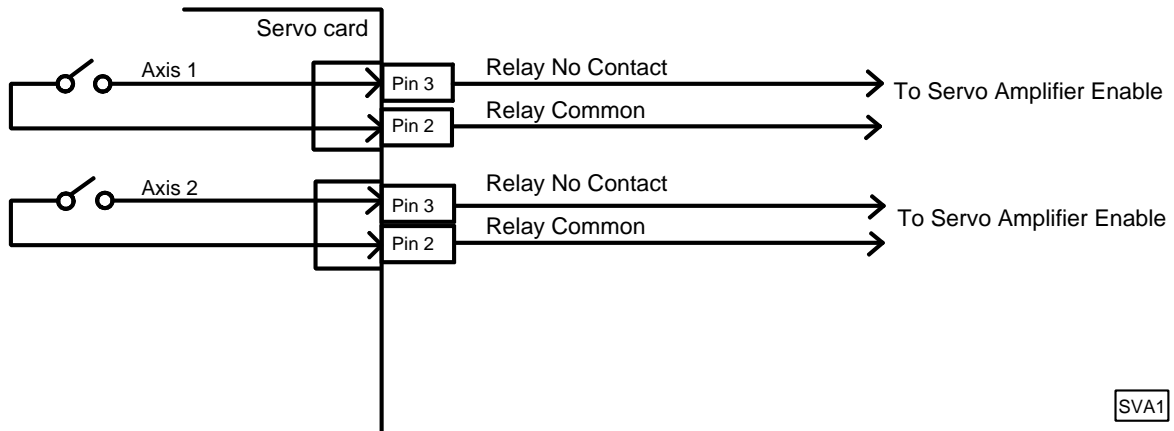 Servo card
Axis 1
Pin 3
Relay No Contact
To Servo Amplifier Enable
Pin 2
Relay Common
Axis 2
Pin 3
Relay No Contact
To Servo Amplifier Enable
Pin 2
Relay Common
SVA1